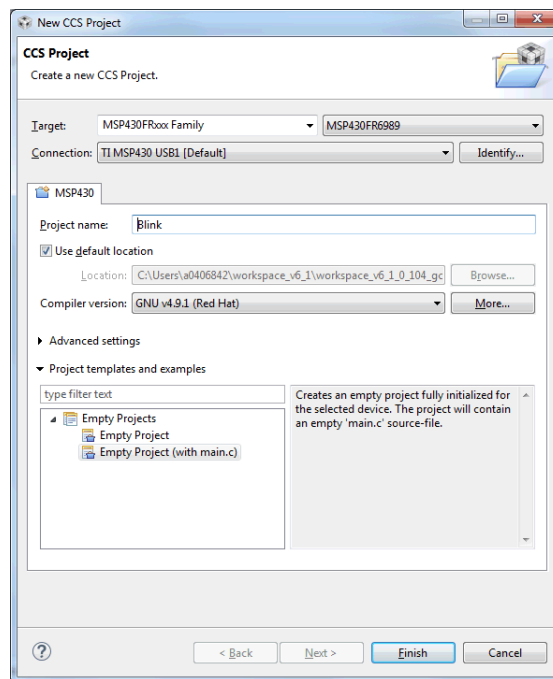 New CCS Project
CCS Project
Create a new CCS Project.
Target: MSP430FRxxx Family MSP430FR6989
Connection: TI MSP430 USB1 [Default] Identify...
MSP430
Project name: Blink
Use default location
Location: C:\Users\a0406842\workspace_v6_1\workspace_v6_1_0_104_gc Browse...
Compiler version: GNU v4.9.1 (Red Hat) More...
Advanced settings
Project templates and examples
type filter text
Empty Projects
Empty Project
Empty Project (with main.c)
Creates an empty project fully initialized for
the selected device. The project will contain
an empty 'main.c' source-file.
? < Back Next > Finish Cancel